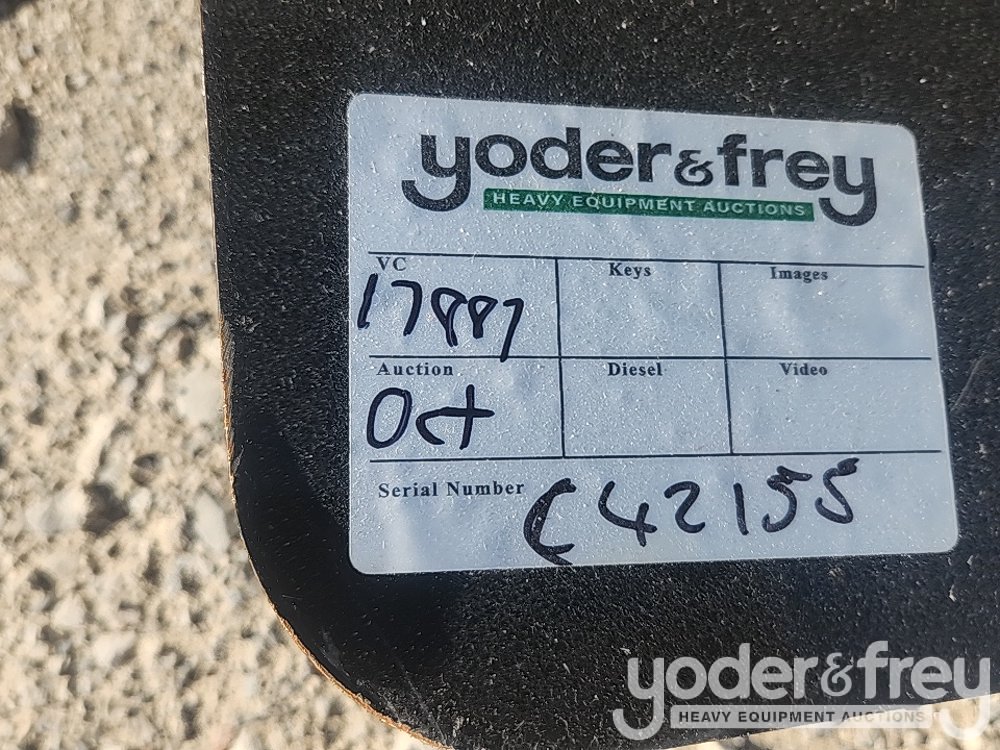 yoder&frey
HEAVY EQUIPMENT AUCTIONS
VC Keys Images
17887
Auction Diesel Video
Oct
Serial Number C42155
yoder&frey
HEAVY EQUIPMENT AUCTIONS